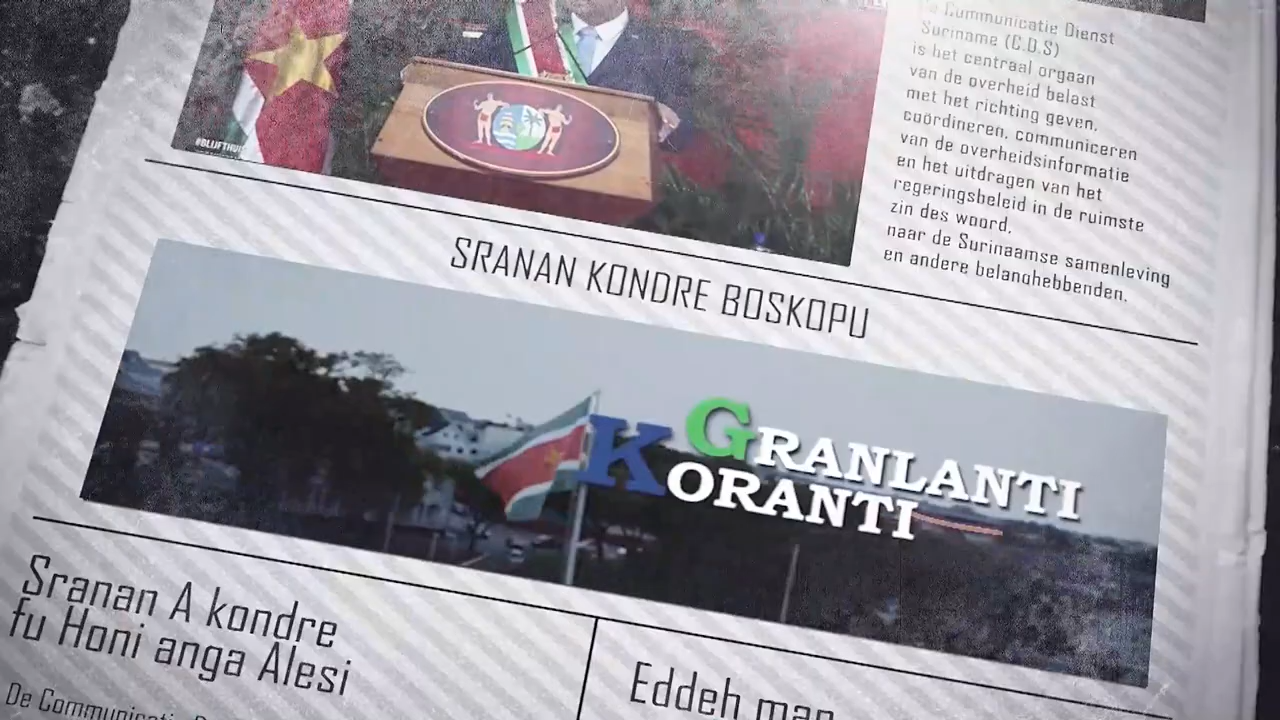 Communicatie Dienst
Suriname (C.D.S)
is het centraal orgaan
van de overheid belast
met het richting geven,
coördineren, communiceren
van de overheidsinformatie
en het uitdragen van het
regeringsbeleid in de ruimste
zin des woord,
naar de Surinaamse samenleving
en andere belanghebbenden.
SRANAN KONDRE BOSKOPU
GRANLANTI
KORANTI
Sranan A kondre
fu Honi anga Alesi
Eddeh man
De Communicatie